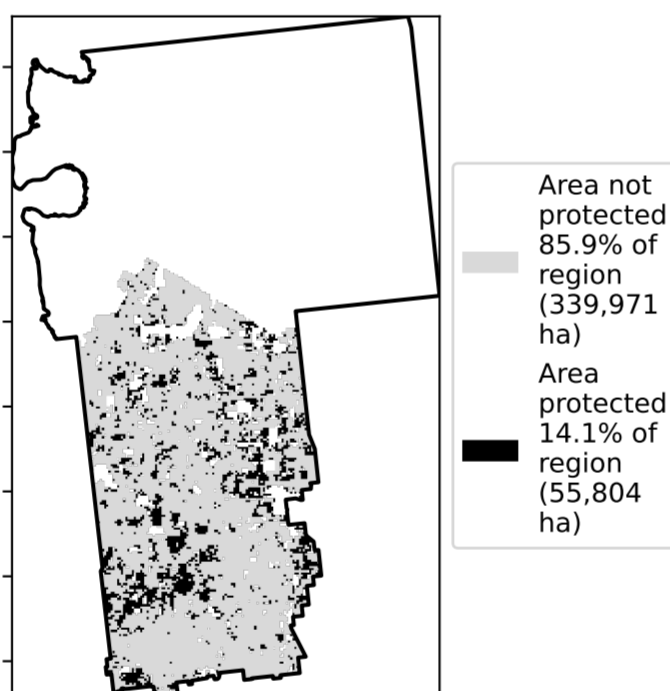 Area not
protected
85.9% of
region
(339,971
ha)
Area
protected
14.1% of
region
(55,804
ha)